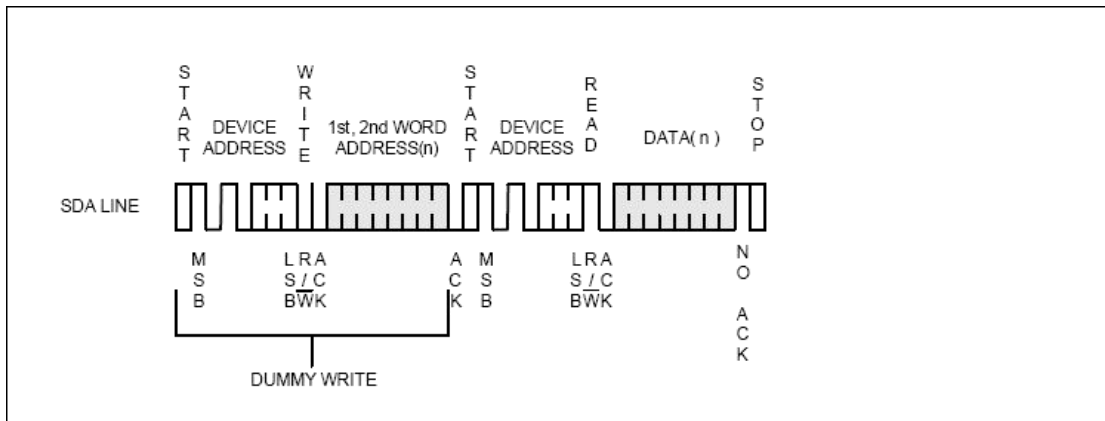 START
DEVICE
ADDRESS
WRITE
1st, 2nd WORD
ADDRESS(n)
START
DEVICE
ADDRESS
READ
DATA( n )
STOP
SDA LINE
MSB
LSB
R/W
ACK
ACK
MSB
LSB
R/W
ACK
NO ACK
DUMMY WRITE